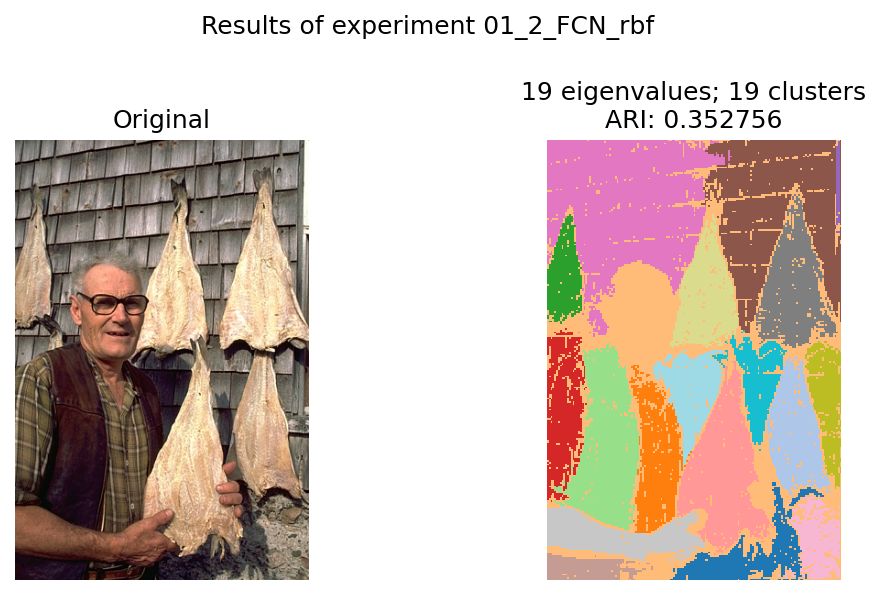 Results of experiment 01_2_FCN_rbf
Original
19 eigenvalues; 19 clusters
ARI: 0.352756